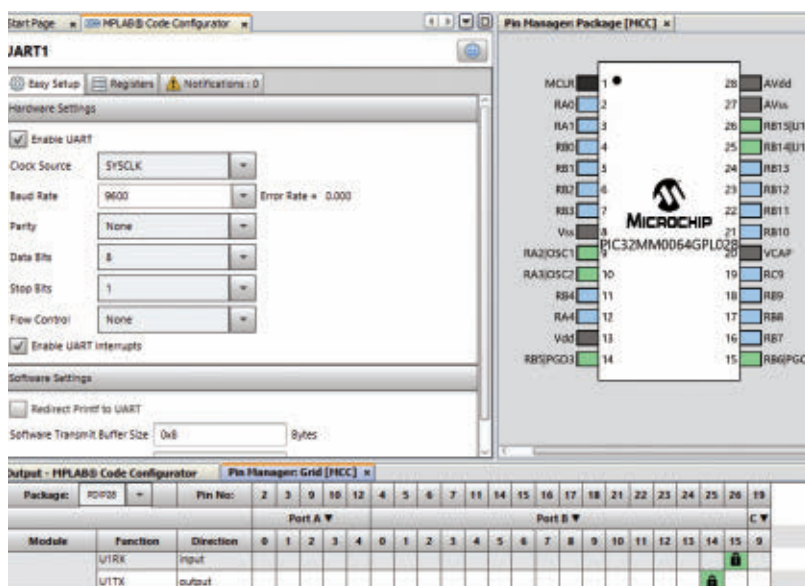 Start Page MPLAB® Code Configurator
UART1
Easy Setup Registers Notifications : 0
Hardware Settings
Enable UART
Clock Source SYSCLK
Baud Rate 9600 Error Rate = 0.000
Parity None
Data Bits 8
Stop Bits 1
Flow Control None
Enable UART Interrupts
Software Settings
Redirect Printf to UART
Software Transmit Buffer Size 0x8 Bytes
Pin Manager: Package [MCC]
MCLR 1 28 AVdd
RA0 2 27 AVss
RA1 3 26 RB15[U1
RB0 4 25 RB14[U1
RB1 5 24 RB13
RB2 6 23 RB12
RB3 7 22 RB11
Vss 8 21 RB10
RA2[OSC1 9 20 VCAP
RA3[OSC2 10 19 RC9
RB4 11 18 RB9
RA4 12 17 RB8
Vdd 13 16 RB7
RB5[PGD3 14 15 RB6[PGC
MICROCHIP
PIC32MM0064GPL028
Output - MPLAB® Code Configurator Pin Manager: Grid [MCC]
Package: PDIP28 Pin No: 2 3 9 10 12 4 5 6 7 11 14 15 16 17 18 21 22 23 24 25 26 19
Port A ▼ Port B ▼ C ▼
Module Function Direction 0 1 2 3 4 0 1 2 3 4 5 6 7 8 9 10 11 12 13 14 15 9
U1RX input
U1TX output